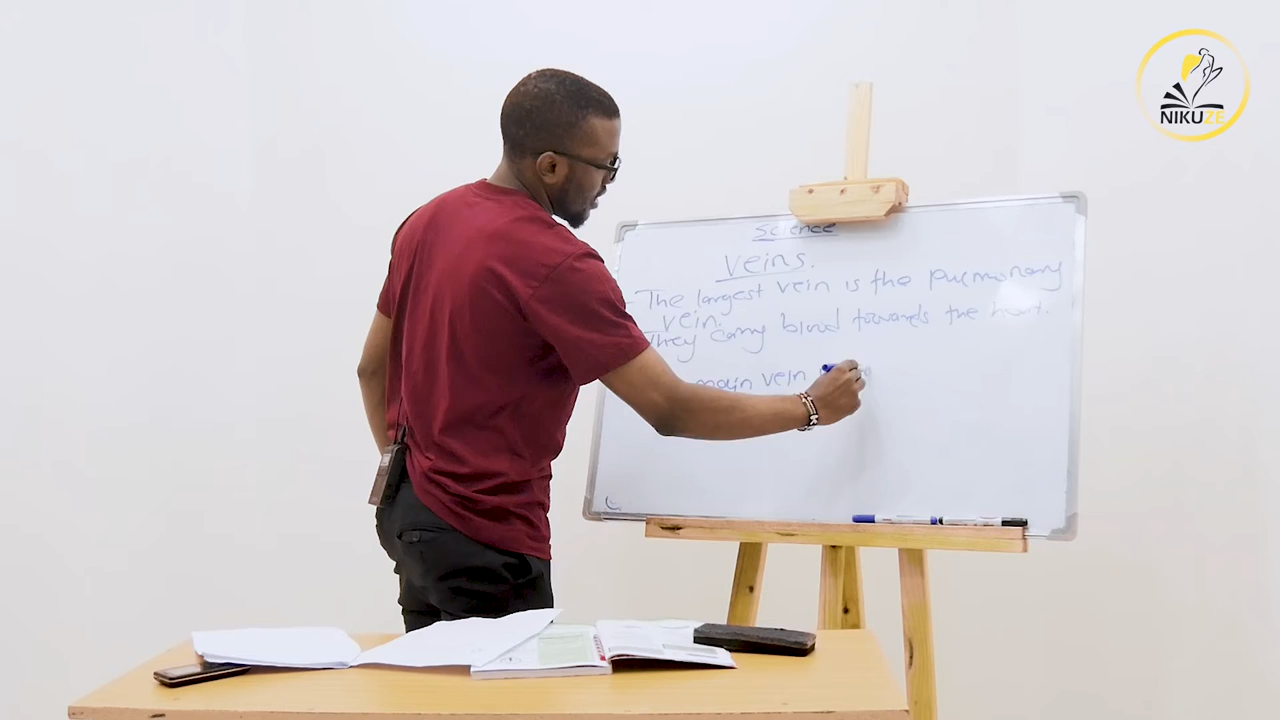 Science
Veins.
- The largest vein is the pulmonary
vein.
They carry blood towards the heart.
main vein
NIKUZE